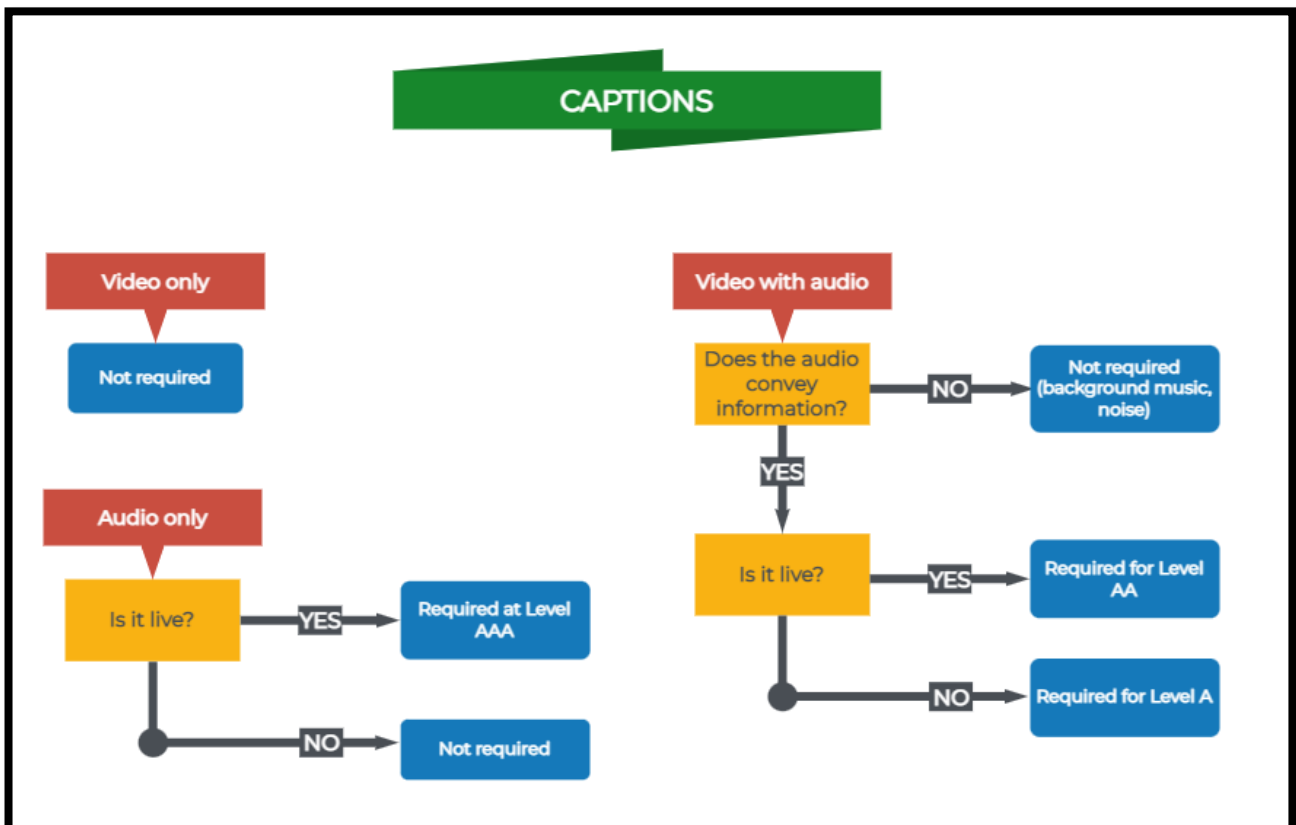 CAPTIONS
Video only
Not required
Audio only
Is it live?
YES
Required at Level
AAA
NO
Not required
Video with audio
Does the audio
convey
information?
NO
Not required
(background music,
noise)
YES
Is it live?
YES
Required for Level
AA
NO
Required for Level A